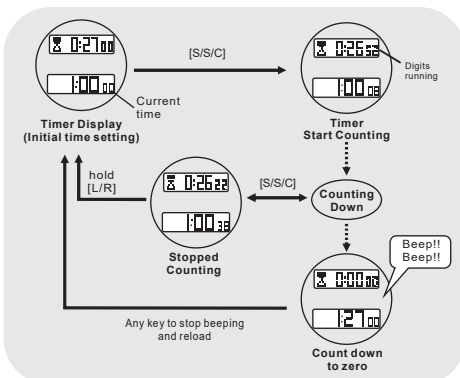 0:27 00
1:00 00
Current
time
Timer Display
(Initial time setting)
[S/S/C]
0:26 52
1:00 08
Digits
running
Timer
Start Counting
hold
[L/R]
0:26 22
1:00 38
Stopped
Counting
[S/S/C]
Counting
Down
Beep!!
Beep!!
0:00 00
1:27 00
Count down
to zero
Any key to stop beeping
and reload